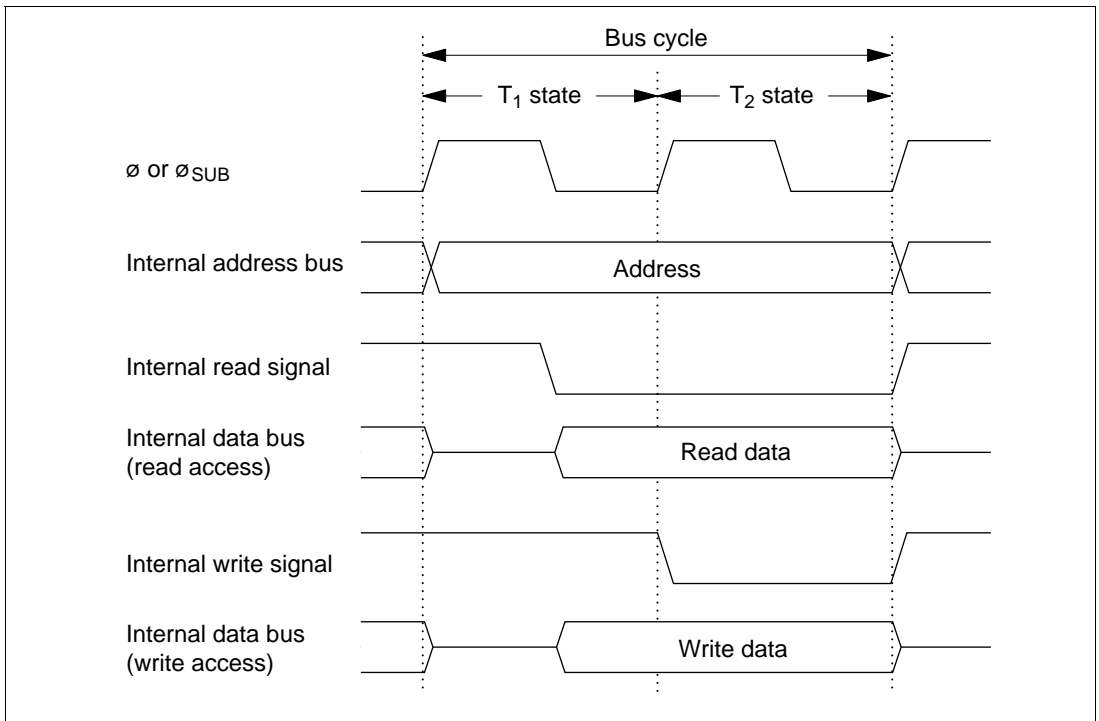 Bus cycle
T₁ state
T₂ state
ø or øSUB
Internal address bus
Address
Internal read signal
Internal data bus
(read access)
Read data
Internal write signal
Internal data bus
(write access)
Write data